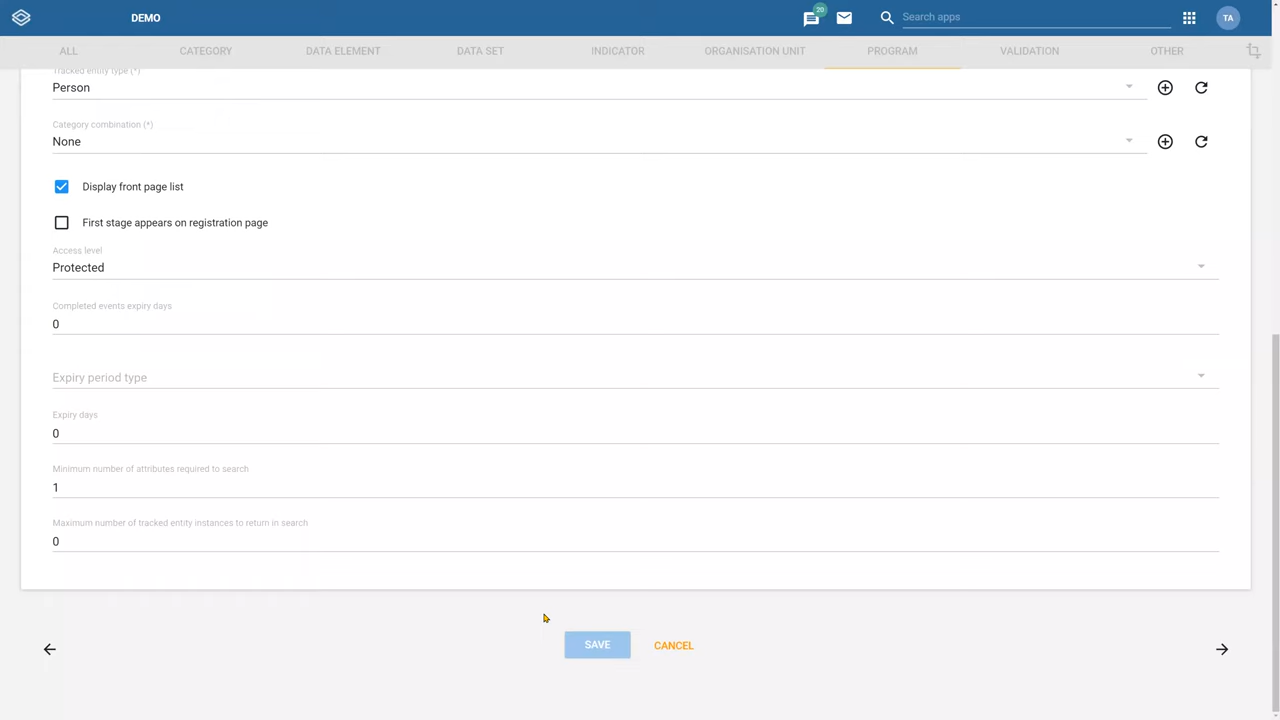 DEMO
20
Search apps
TA
ALL
CATEGORY
DATA ELEMENT
DATA SET
INDICATOR
ORGANISATION UNIT
PROGRAM
VALIDATION
OTHER
Tracked entity type (*)
Person
Category combination (*)
None
Display front page list
First stage appears on registration page
Access level
Protected
Completed events expiry days
0
Expiry period type
Expiry days
0
Minimum number of attributes required to search
1
Maximum number of tracked entity instances to return in search
0
SAVE
CANCEL